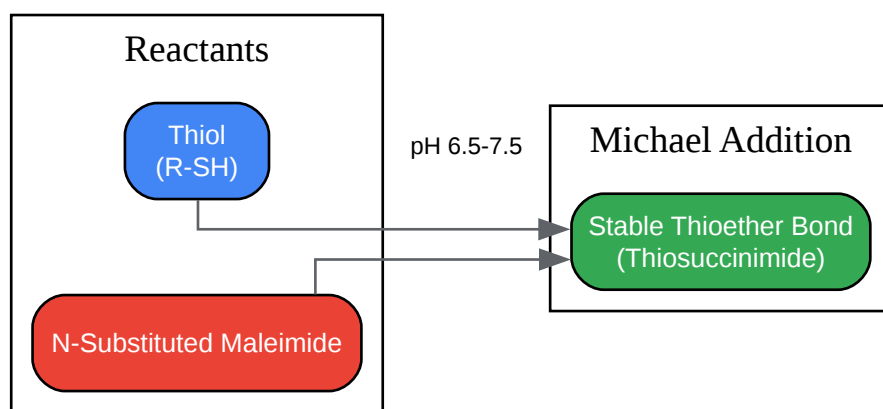 Reactants
Thiol
(R-SH)
pH 6.5-7.5
Michael Addition
Stable Thioether Bond
(Thiosuccinimide)
N-Substituted Maleimide